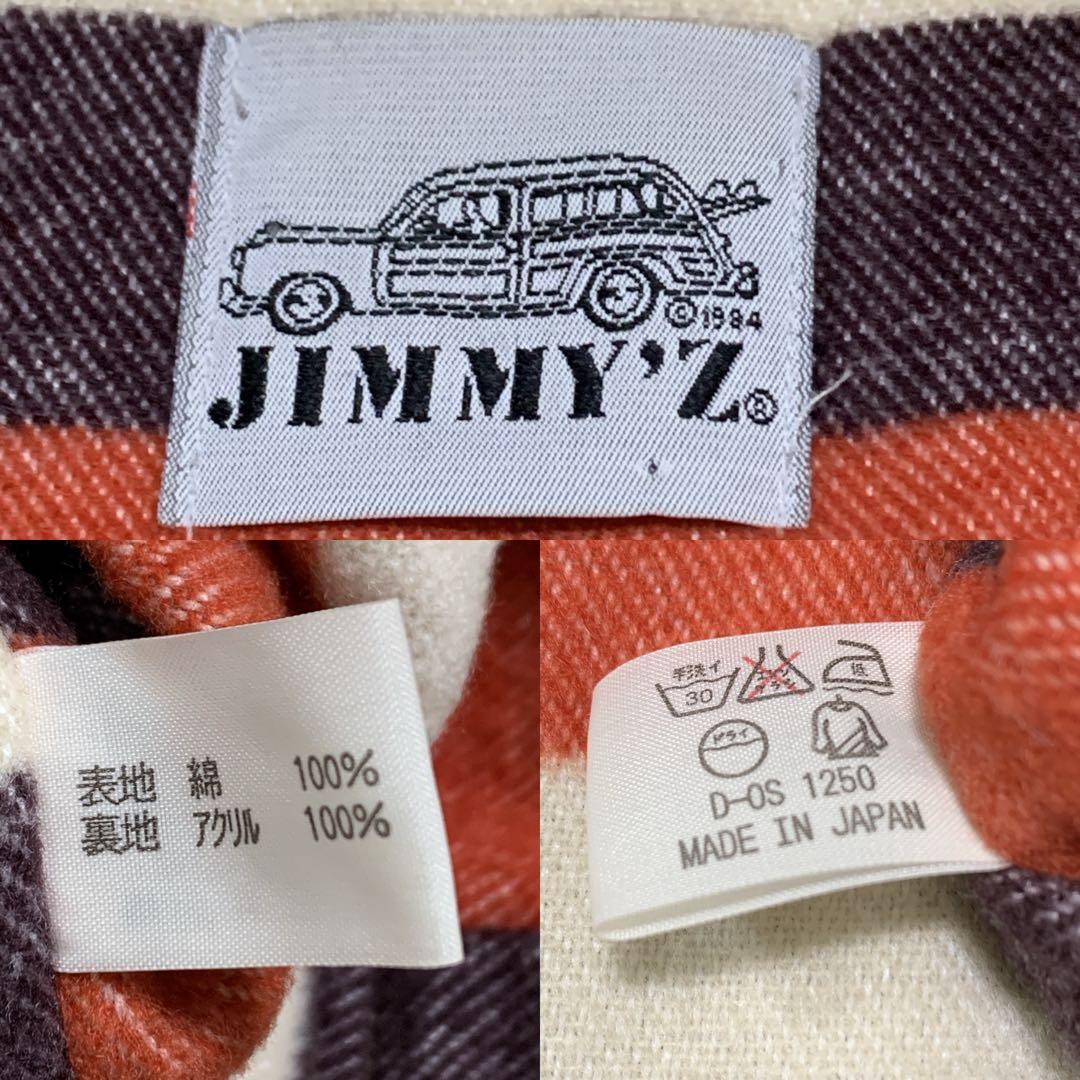 ©1984
JIMMY'Z®
表地 綿 100%
裏地 アクリル 100%
手洗イ
30
低
ドライ
D-OS 1250
MADE IN JAPAN